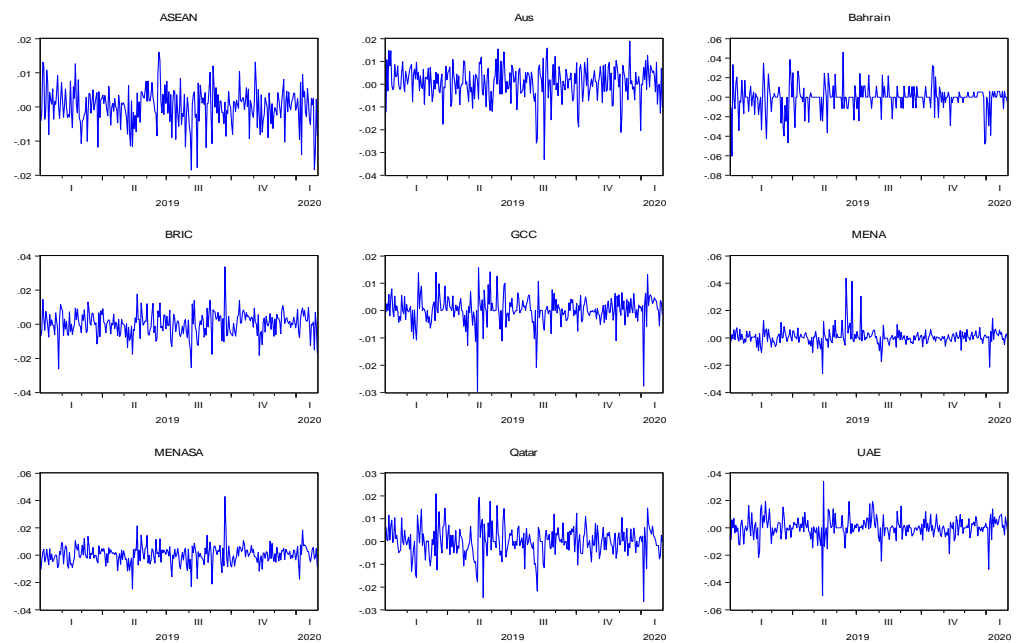 ASEAN Aus Bahrain
.02 .02 .06
.01 .01 .04
.00 .00 .02
-.01 -.01 .00
-.02 -.02 -.02
-.03 -.04
-.04 -.06
-.08
I II III IV I I II III IV I I II III IV I
2019 2020 2019 2020 2019 2020
BRIC GCC MENA
.04 .02 .06
.02 .01 .04
.00 .00 .02
-.02 -.01 .00
-.04 -.02 -.02
-.03 -.04
I II III IV I I II III IV I I II III IV I
2019 2020 2019 2020 2019 2020
MENASA Qatar UAE
.06 .03 .04
.04 .02 .02
.02 .01 .00
.00 .00 -.02
-.02 -.01 -.04
-.04 -.02 -.06
-.03
I II III IV I I II III IV I I II III IV I
2019 2020 2019 2020 2019 2020